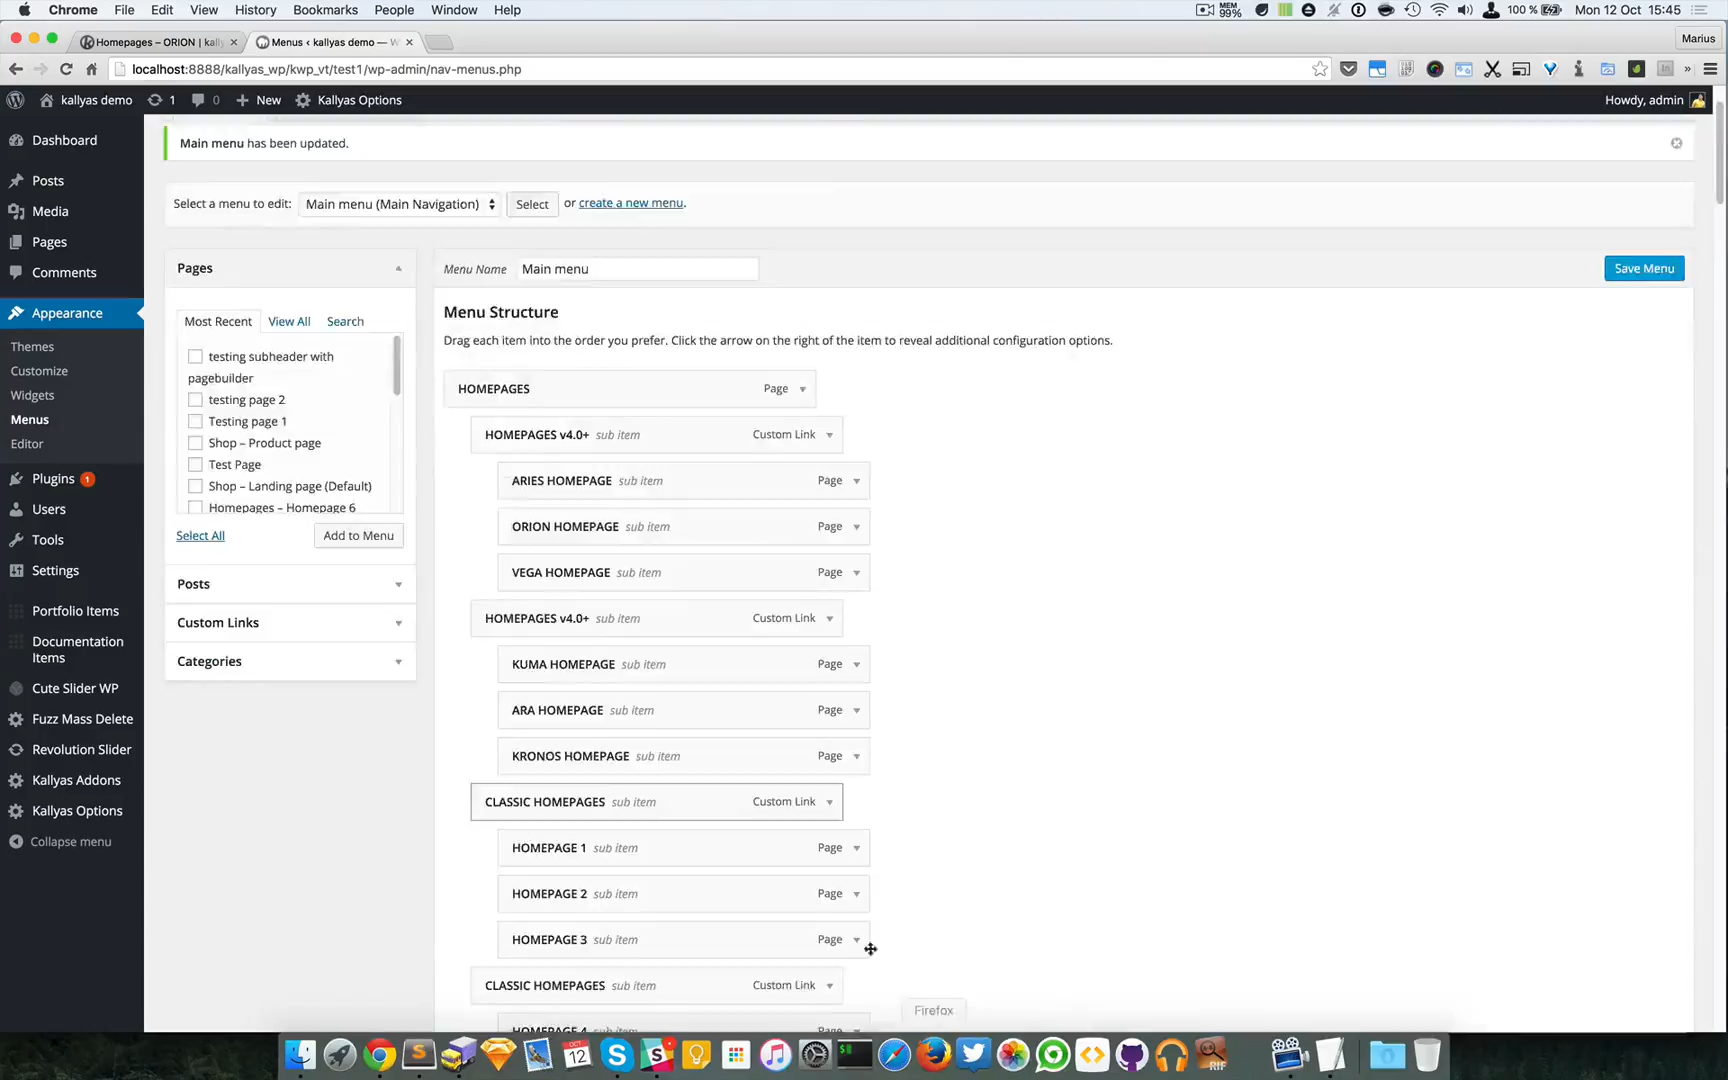 Chrome File Edit View History Bookmarks People Window Help MEM 99% 100 % Mon 12 Oct 15:45
Homepages – ORION | kally Menus ‹ kallyas demo — W Marius
localhost:8888/kallyas_wp/kwp_vt/test1/wp-admin/nav-menus.php
kallyas demo 1 0 New Kallyas Options Howdy, admin
Dashboard
Posts
Media
Pages
Comments
Appearance
Themes
Customize
Widgets
Menus
Editor
Plugins 1
Users
Tools
Settings
Portfolio Items
Documentation
Items
Cute Slider WP
Fuzz Mass Delete
Revolution Slider
Kallyas Addons
Kallyas Options
Collapse menu
Main menu has been updated.
Select a menu to edit: Main menu (Main Navigation) Select or create a new menu.
Pages
Most Recent View All Search
testing subheader with
pagebuilder
testing page 2
Testing page 1
Shop – Product page
Test Page
Shop – Landing page (Default)
Homepages – Homepage 6
Select All Add to Menu
Posts
Custom Links
Categories
Menu Name Main menu Save Menu
Menu Structure
Drag each item into the order you prefer. Click the arrow on the right of the item to reveal additional configuration options.
HOMEPAGES Page
HOMEPAGES v4.0+ sub item Custom Link
ARIES HOMEPAGE sub item Page
ORION HOMEPAGE sub item Page
VEGA HOMEPAGE sub item Page
HOMEPAGES v4.0+ sub item Custom Link
KUMA HOMEPAGE sub item Page
ARA HOMEPAGE sub item Page
KRONOS HOMEPAGE sub item Page
CLASSIC HOMEPAGES sub item Custom Link
HOMEPAGE 1 sub item Page
HOMEPAGE 2 sub item Page
HOMEPAGE 3 sub item Page
CLASSIC HOMEPAGES sub item Custom Link
HOMEPAGE 4 sub item Page
Firefox
OCT
12
RIF